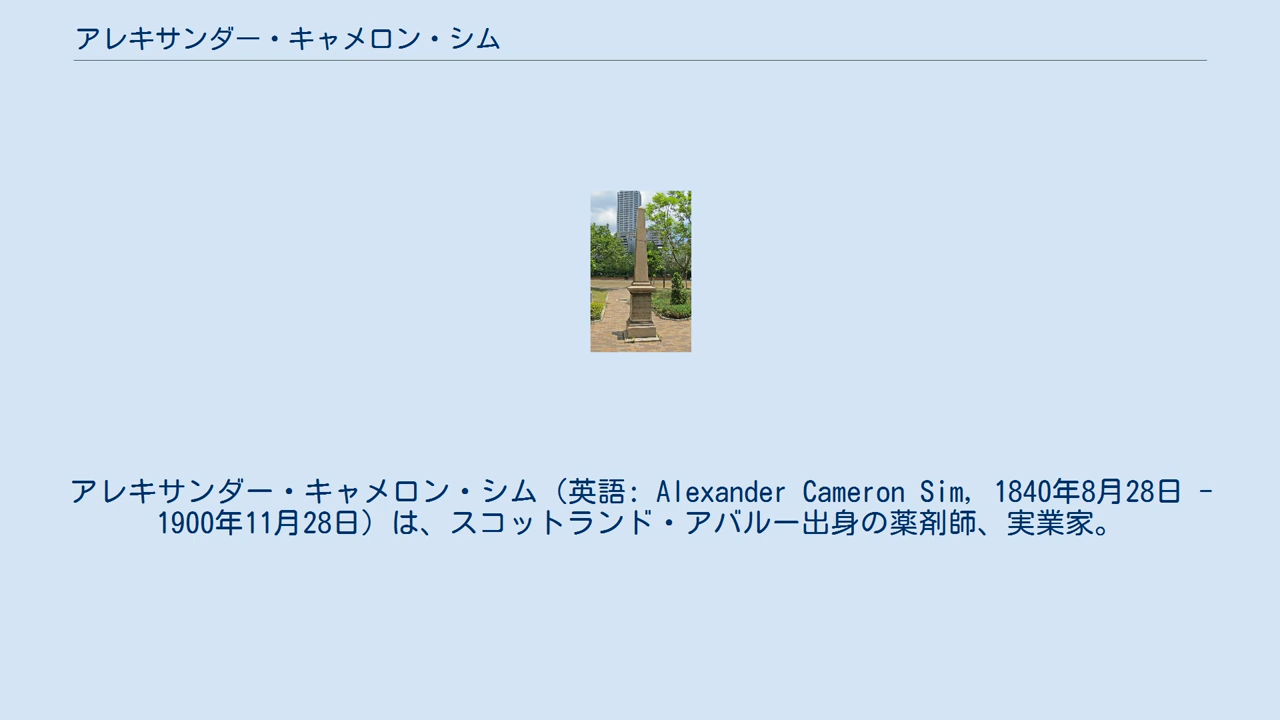 アレキサンダー・キャメロン・シム
アレキサンダー・キャメロン・シム（英語: Alexander Cameron Sim, 1840年8月28日 -
1900年11月28日）は、スコットランド・アバルー出身の薬剤師、実業家。